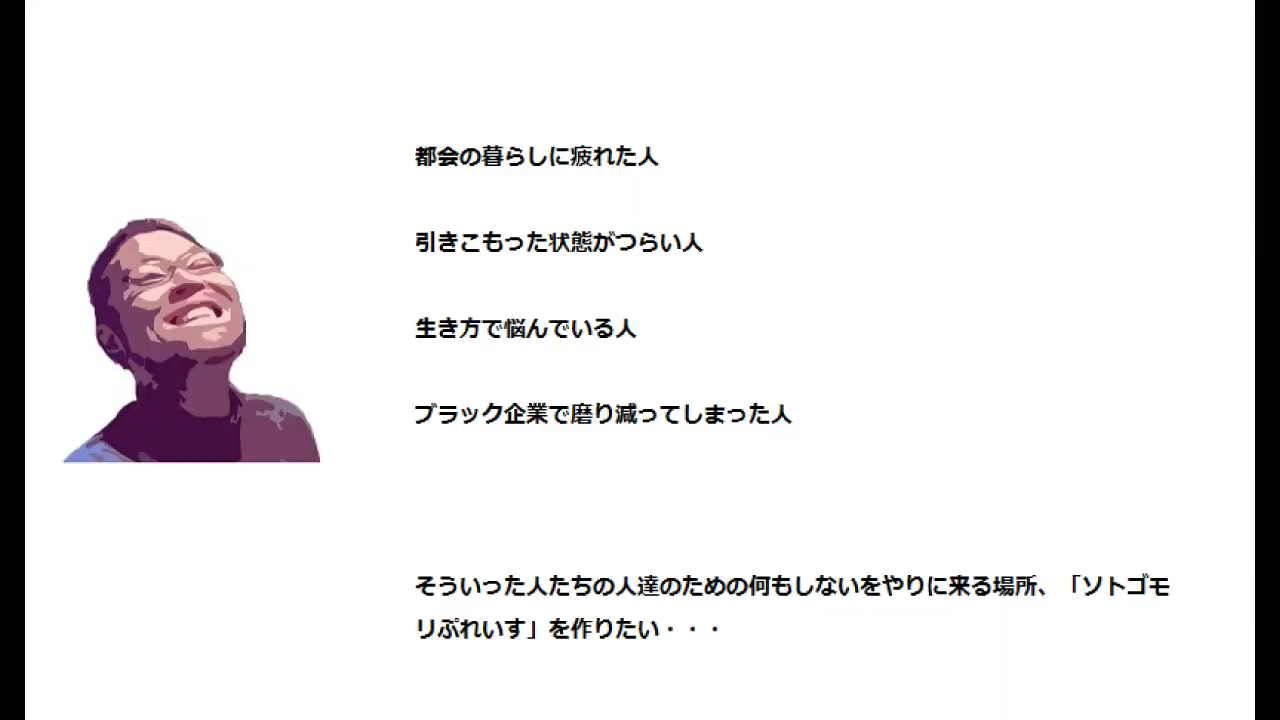 都会の暮らしに疲れた人
引きこもった状態がつらい人
生き方で悩んでいる人
ブラック企業で磨り減ってしまった人
そういった人たちの人達のための何もしないをやりに来る場所、「ソトゴモ
リぷれいす」を作りたい・・・